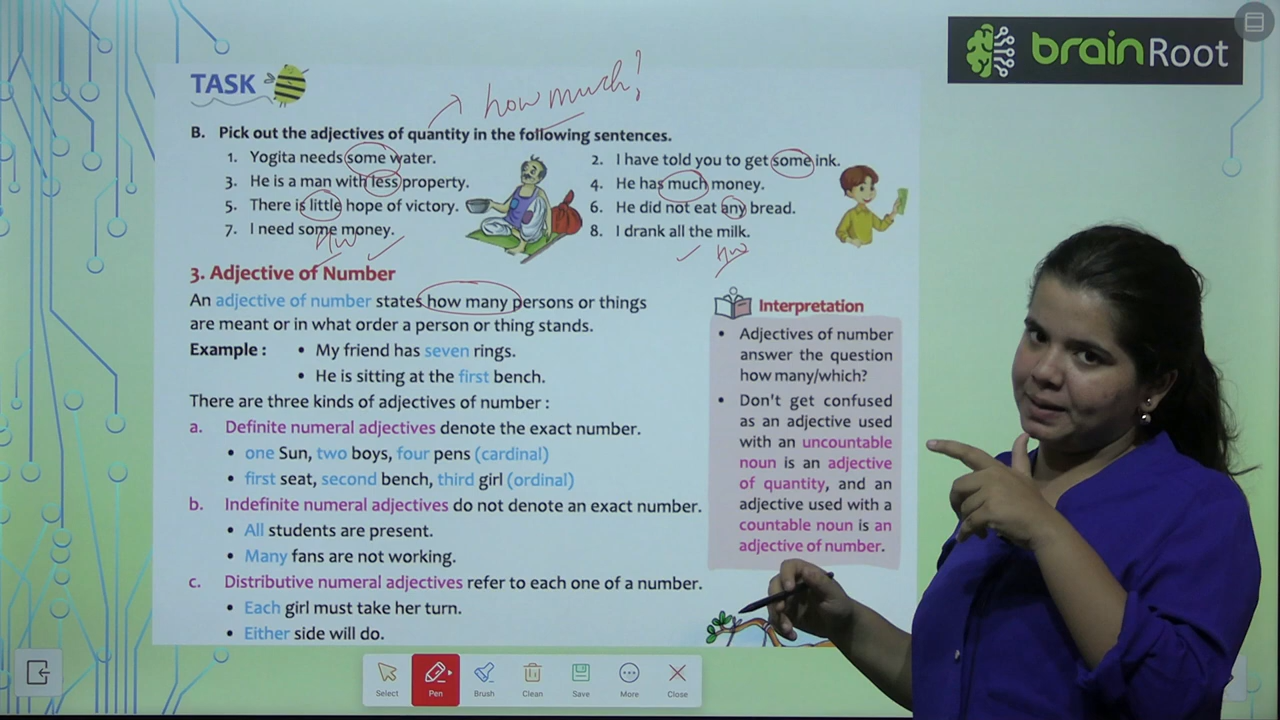 brainRoot
TASK
how much?
B. Pick out the adjectives of quantity in the following sentences.
1. Yogita needs some water.
2. I have told you to get some ink.
3. He is a man with less property.
4. He has much money.
5. There is little hope of victory.
6. He did not eat any bread.
7. I need some money.
8. I drank all the milk.
HW
HW
3. Adjective of Number
An adjective of number states how many persons or things
are meant or in what order a person or thing stands.
Example : • My friend has seven rings.
• He is sitting at the first bench.
There are three kinds of adjectives of number :
a. Definite numeral adjectives denote the exact number.
• one Sun, two boys, four pens (cardinal)
• first seat, second bench, third girl (ordinal)
b. Indefinite numeral adjectives do not denote an exact number.
• All students are present.
• Many fans are not working.
c. Distributive numeral adjectives refer to each one of a number.
• Each girl must take her turn.
• Either side will do.
Interpretation
• Adjectives of number
answer the question
how many/which?
• Don't get confused
as an adjective used
with an uncountable
noun is an adjective
of quantity, and an
adjective used with a
countable noun is an
adjective of number.
Select
Pen
Brush
Clean
Save
More
Close